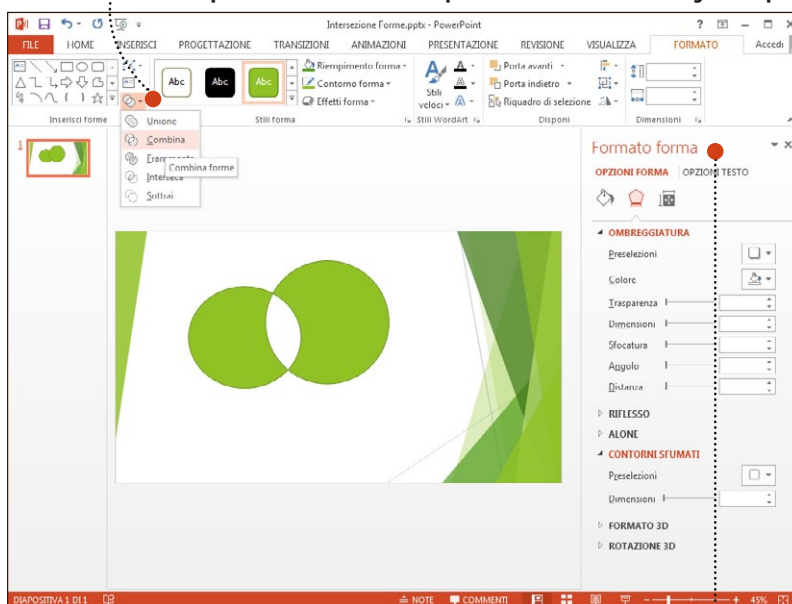 Intersezione Forme.pptx - PowerPoint
FILE HOME INSERISCI PROGETTAZIONE TRANSIZIONI ANIMAZIONI PRESENTAZIONE REVISIONE VISUALIZZA FORMATO Accedi
Abc Abc Abc
Riempimento forma
Contorno forma
Effetti forma
Stili veloci
Porta avanti
Porta indietro
Riquadro di selezione
Inserisci forme Stili forma Stili WordArt Disponi Dimensioni
Unione
Combina
Frammento
Combina forme
Interseca
Sottrai
1
Formato forma
OPZIONI FORMA OPZIONI TESTO
OMBREGGIATURA
Preselezioni
Colore
Trasparenza
Dimensioni
Sfocatura
Angolo
Distanza
RIFLESSO
ALONE
CONTORNI SFUMATI
Preselezioni
Dimensioni
FORMATO 3D
ROTAZIONE 3D
DIAPOSITIVA 1 DI 1 NOTE COMMENTI 45%